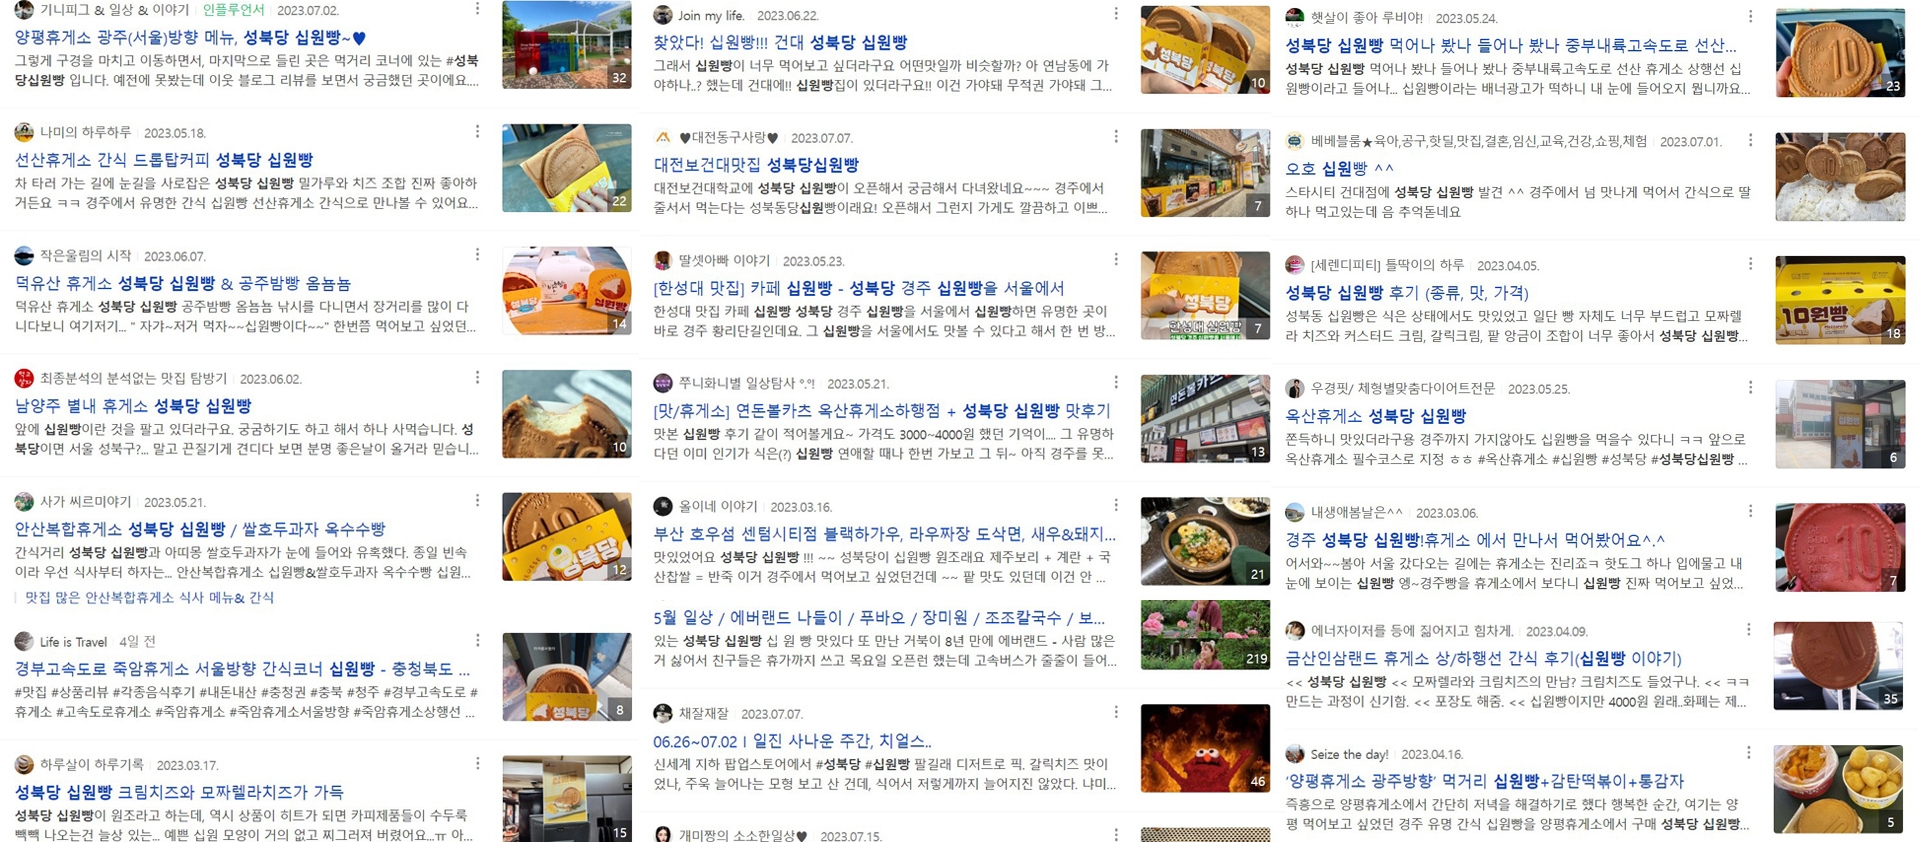 기니피그 & 일상 & 이야기 인플루언서 2023.07.02.
양평휴게소 광주(서울)방향 메뉴, 성북당 십원빵~♥
그렇게 구경을 마치고 이동하면서, 마지막으로 들린 곳은 먹거리 코너에 있는 #성북
당십원빵 입니다. 예전에 못봤는데 이웃 블로그 리뷰를 보면서 궁금했던 곳이에요....
32
나미의 하루하루 2023.05.18.
선산휴게소 간식 드롭탑커피 성북당 십원빵
차 타러 가는 길에 눈길을 사로잡은 성북당 십원빵 밀가루와 치즈 조합 진짜 좋아하
거든요 ㅋㅋ 경주에서 유명한 간식 십원빵 선산휴게소 간식으로 만나볼 수 있어요...
22
작은울림의 시작 2023.06.07.
덕유산 휴게소 성북당 십원빵 & 공주밤빵 옴뇸뇸
덕유산 휴게소 성북당 십원빵 공주밤빵 옴뇸뇸 낚시를 다니면서 장거리를 많이 다
니다보니 여기저기... " 자갸~저거 먹자~~십원빵이다~~" 한번쯤 먹어보고 싶었던...
14
최종분석의 분석없는 맛집 탐방기 2023.06.02.
남양주 별내 휴게소 성북당 십원빵
앞에 십원빵이란 것을 팔고 있더라구요. 궁금하기도 하고 해서 하나 사먹습니다. 성
북당이면 서울 성북구?... 말고 끈질기게 견디다 보면 분명 좋은날이 올거라 믿습니...
10
사가 씨르미야기 2023.05.21.
안산복합휴게소 성북당 십원빵 / 쌀호두과자 옥수수빵
간식거리 성북당 십원빵과 아띠몽 쌀호두과자가 눈에 들어와 유혹했다. 종일 빈속
이라 우선 식사부터 하자는... 안산복합휴게소 십원빵&쌀호두과자 옥수수빵 십원...
성북당
12
맛집 많은 안산복합휴게소 식사 메뉴& 간식
Life is Travel 4일 전
경부고속도로 죽암휴게소 서울방향 간식코너 십원빵 - 충청북도 ...
#맛집 #상품리뷰 #각종음식후기 #내돈내산 #충청권 #충북 #청주 #경부고속도로 #
휴게소 #고속도로휴게소 #죽암휴게소 #죽암휴게소서울방향 #죽암휴게소상행선 ...
성북당
8
하루살이 하루기록 2023.03.17.
성북당 십원빵 크림치즈와 모짜렐라치즈가 가득
성북당 십원빵이 원조라고 하는데, 역시 상품이 히트가 되면 카피제품들이 수두룩
빽빽 나오는건 늘상 있는... 예쁜 십원 모양이 거의 없고 찌그러져 버렸어요...ㅠ 아...
15
Join my life. 2023.06.22.
찾았다! 십원빵!!! 건대 성북당 십원빵
그래서 십원빵이 너무 먹어보고 싶더라구요 어떤맛일까 비슷할까? 아 연남동에 가
야하나..? 했는데 건대에!! 십원빵집이 있더라구요!! 이건 가야돼 무적권 가야돼 그...
10
♥대전동구사랑♥ 2023.07.07.
대전보건대맛집 성북당십원빵
대전보건대학교에 성북당 십원빵이 오픈해서 궁금해서 다녀왔네요~~~ 경주에서
줄서서 먹는다는 성북동당십원빵이래요! 오픈해서 그런지 가게도 깔끔하고 이쁘...
7
딸셋아빠 이야기 2023.05.23.
[한성대 맛집] 카페 십원빵 - 성북당 경주 십원빵을 서울에서
한성대 맛집 카페 십원빵 성북당 경주 십원빵을 서울에서 십원빵하면 유명한 곳이
바로 경주 황리단길인데요. 그 십원빵을 서울에서도 맛볼 수 있다고 해서 한 번 방...
성북당
한성대 십원빵
7
쭈니화니별 일상탐사 °.°! 2023.05.21.
[맛/휴게소] 연돈볼카츠 옥산휴게소하행점 + 성북당 십원빵 맛후기
맛본 십원빵 후기 같이 적어볼게요~ 가격도 3000~4000원 했던 기억이.... 그 유명하
다던 이미 인기가 식은(?) 십원빵 연애할 때나 한번 가보고 그 뒤~ 아직 경주를 못...
연돈볼카츠
13
올이네 이야기 2023.03.16.
부산 호우섬 센텀시티점 블랙하가우, 라우짜장 도삭면, 새우&돼지...
맛있었어요 성북당 십원빵 !!! ~~ 성북당이 십원빵 원조래요 제주보리 + 계란 + 국
산찹쌀 = 반죽 이거 경주에서 먹어보고 싶었던건데 ~~ 팥 맛도 있던데 이건 안 ...
21
5월 일상 / 에버랜드 나들이 / 푸바오 / 장미원 / 조조칼국수 / 보...
있는 성북당 십원빵 십 원 빵 맛있다 또 만난 거북이 8년 만에 에버랜드 - 사람 많은
거 싫어서 친구들은 휴가까지 쓰고 목요일 오픈런 했는데 고속버스가 줄줄이 들어...
219
채잘재잘 2023.07.07.
06.26~07.02 I 일진 사나운 주간, 치얼스..
신세계 지하 팝업스토어에서 #성북당 #십원빵 팔길래 디저트로 픽. 갈릭치즈 맛이
었나, 주욱 늘어나는 모형 보고 산 건데, 식어서 저렇게까지 늘어지진 않았다. 냐미...
46
개미짱의 소소한일상♥ 2023.07.15.
햇살이 좋아 루비야! 2023.05.24.
성북당 십원빵 먹어나 봤나 들어나 봤나 중부내륙고속도로 선산...
성북당 십원빵 먹어나 봤나 들어나 봤나 중부내륙고속도로 선산 휴게소 상행선 십
원빵이라고 들어나... 십원빵이라는 배너광고가 떡하니 내 눈에 들어오지 뭡니까요...
10
23
베베블룸★육아,공구,핫딜,맛집,결혼,임신,교육,건강,쇼핑,체험 2023.07.01.
오호 십원빵 ^^
스타시티 건대점에 성북당 십원빵 발견 ^^ 경주에서 넘 맛나게 먹어서 간식으로 딸
하나 먹고있는데 음 추억돋네요
[세렌디피티] 틀딱이의 하루 2023.04.05.
성북당 십원빵 후기 (종류, 맛, 가격)
성북동 십원빵은 식은 상태에서도 맛있었고 일단 빵 자체도 너무 부드럽고 모짜렐
라 치즈와 커스터드 크림, 갈릭크림, 팥 앙금이 조합이 너무 좋아서 성북당 십원빵...
10원빵
18
우경핏/ 체형별맞춤다이어트전문 2023.05.25.
옥산휴게소 성북당 십원빵
쫀득하니 맛있더라구용 경주까지 가지않아도 십원빵을 먹을수 있다니 ㅋㅋ 앞으로
옥산휴게소 필수코스로 지정 ㅎㅎ #옥산휴게소 #십원빵 #성북당 #성북당십원빵 ...
6
내생애봄날은^^ 2023.03.06.
경주 성북당 십원빵!휴게소 에서 만나서 먹어봤어요^.^
어서와~~봄아 서울 갔다오는 길에는 휴게소는 진리죠ㅋ 핫도그 하나 입에물고 내
눈에 보이는 십원빵 엥~경주빵을 휴게소에서 보다니 십원빵 진짜 먹어보고 싶었...
10
7
에너자이저를 등에 짊어지고 힘차게. 2023.04.09.
금산인삼랜드 휴게소 상/하행선 간식 후기(십원빵 이야기)
<< 성북당 십원빵 << 모짜렐라와 크림치즈의 만남? 크림치즈도 들었구나. << ㅋㅋ
만드는 과정이 신기함. << 포장도 해줌. << 십원빵이지만 4000원 원래..화폐는 제...
35
Seize the day! 2023.04.16.
'양평휴게소 광주방향' 먹거리 십원빵+감탄떡볶이+통감자
즉흥으로 양평휴게소에서 간단히 저녁을 해결하기로 했다 행복한 순간, 여기는 양
평 먹어보고 싶었던 경주 유명 간식 십원빵을 양평휴게소에서 구매 성북당 십원빵...
5